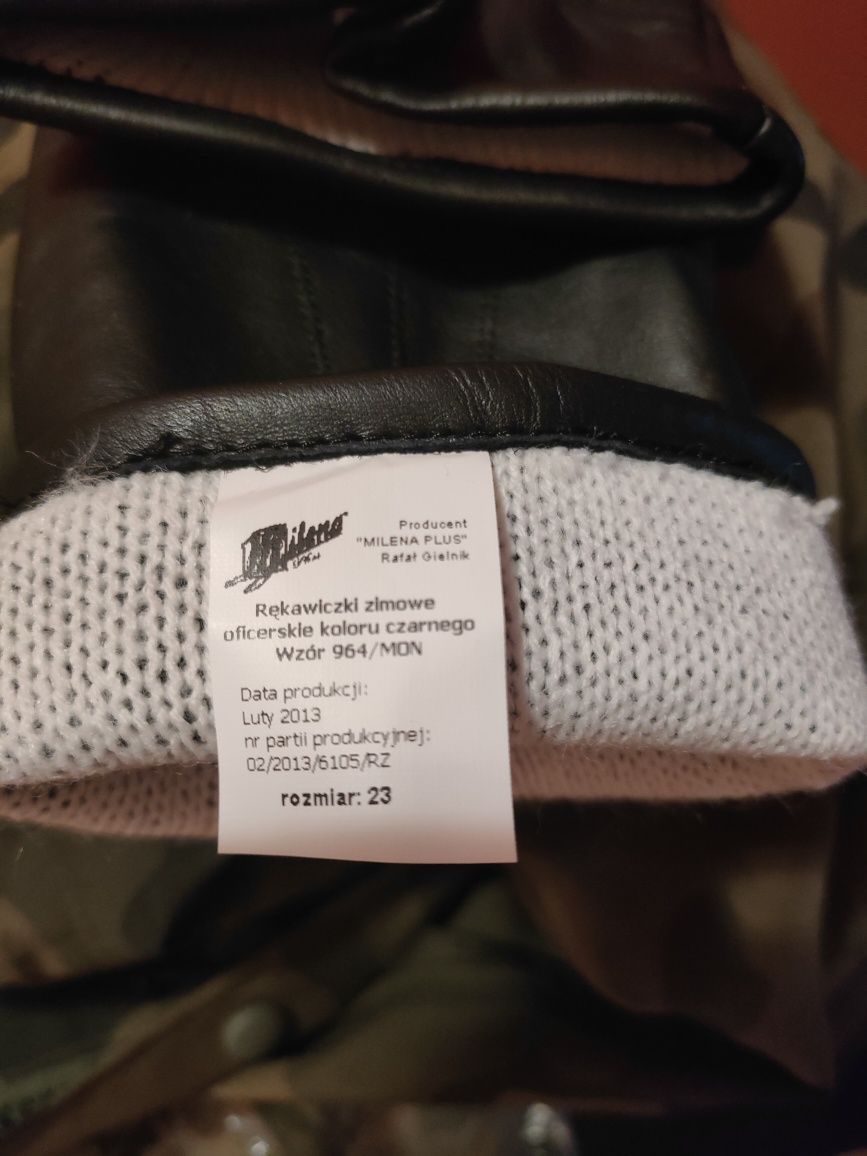 Milena
Producent
"MILENA PLUS"
Rafał Gielnik
Rękawiczki zimowe
oficerskie koloru czarnego
Wzór 964/MON
Data produkcji:
Luty 2013
nr partii produkcyjnej:
02/2013/6105/RZ
rozmiar: 23